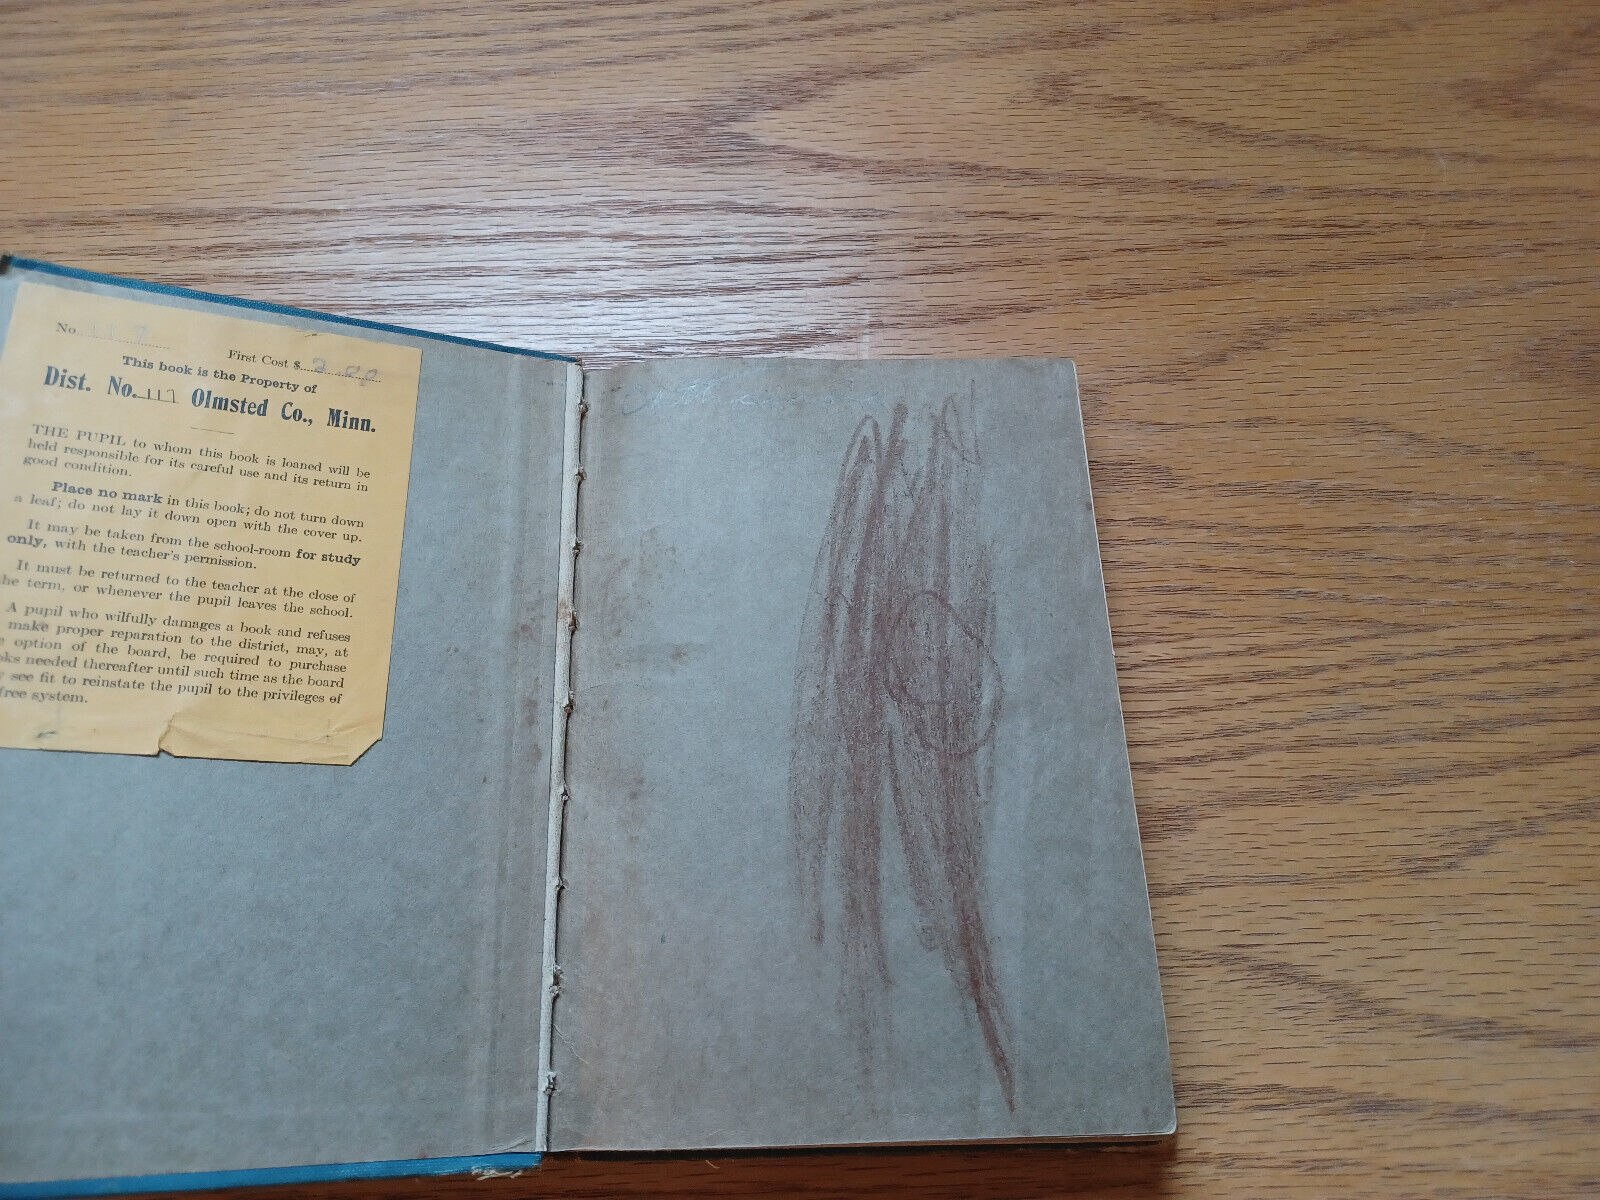 No. 117
First Cost $ 2.00
This book is the Property of
Dist. No. 117 Olmsted Co., Minn.
THE PUPIL to whom this book is loaned will be
held responsible for its careful use and its return in
good condition.
Place no mark in this book; do not turn down
a leaf; do not lay it down open with the cover up.
It may be taken from the school-room for study
only, with the teacher's permission.
It must be returned to the teacher at the close of
he term, or whenever the pupil leaves the school.
A pupil who wilfully damages a book and refuses
make proper reparation to the district, may, at
e option of the board, be required to purchase
oks needed thereafter until such time as the board
y see fit to reinstate the pupil to the privileges of
free system.